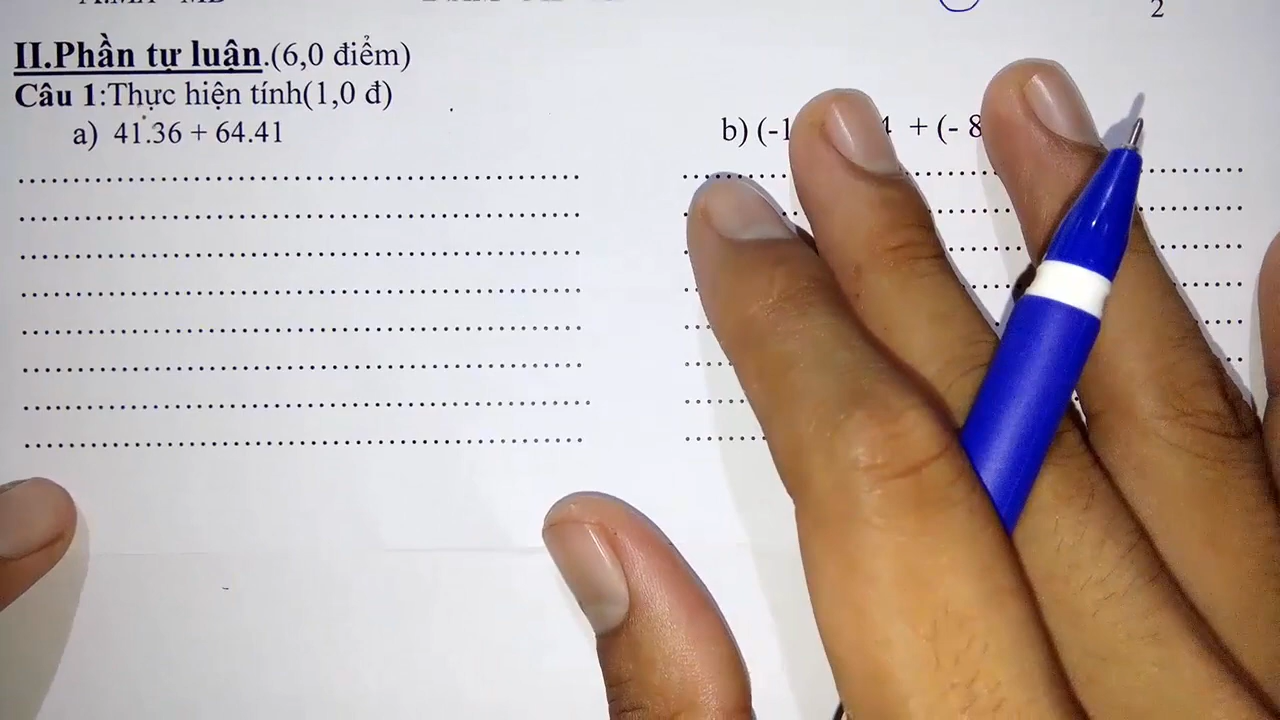 2
II.Phần tự luận.(6,0 điểm)
Câu 1:Thực hiện tính(1,0 đ)
a) 41.36 + 64.41
b) (-1 4 + (- 8